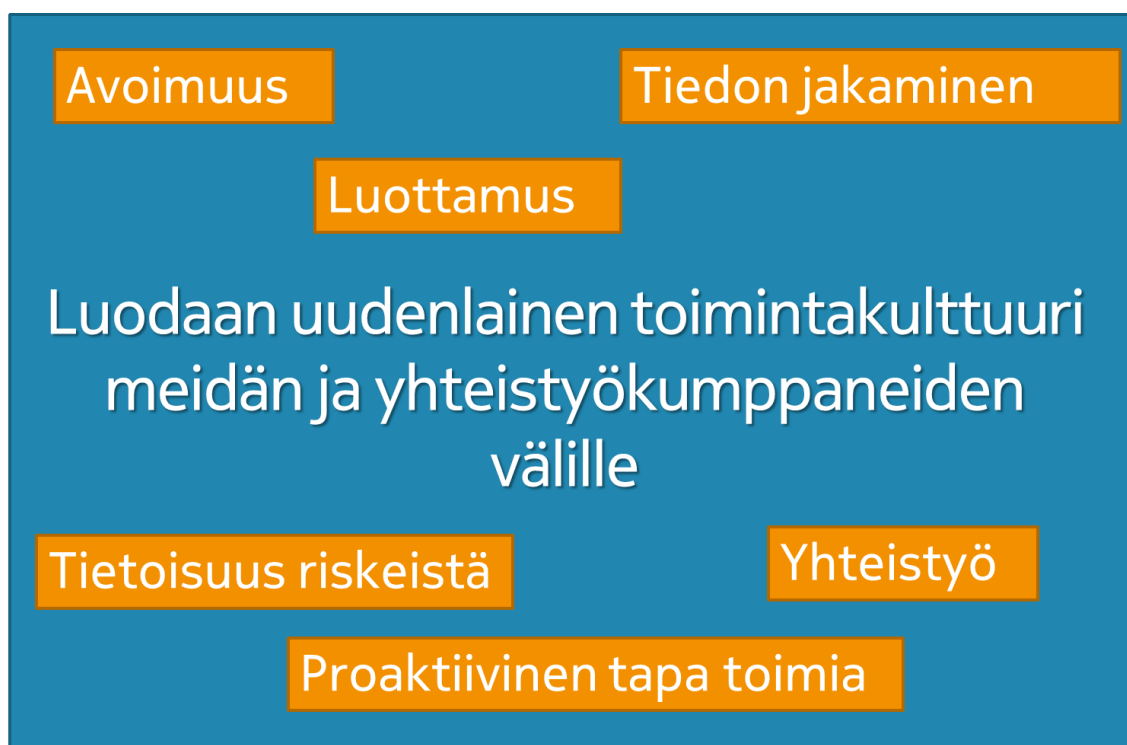 Avoimuus
Tiedon jakaminen
Luottamus
Luodaan uudenlainen toimintakulttuuri
meidän ja yhteistyökumppaneiden
välille
Tietoisuus riskeistä
Yhteistyö
Proaktiivinen tapa toimia